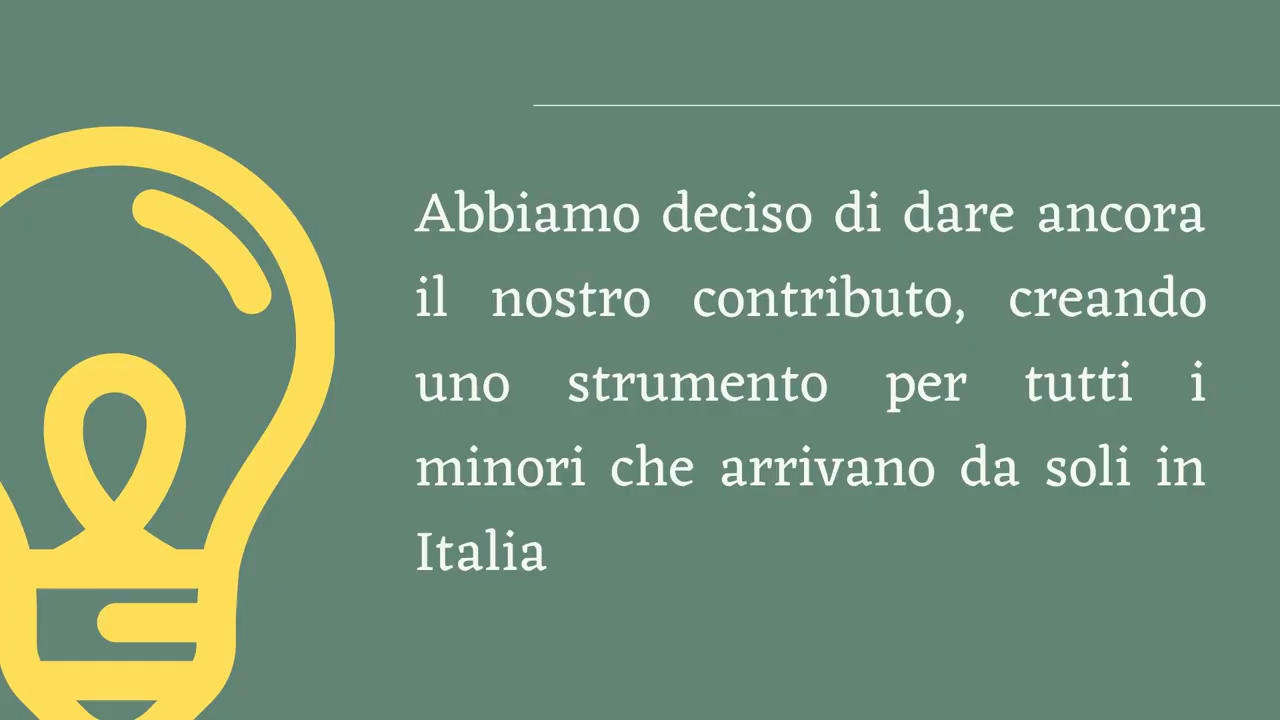 Abbiamo deciso di dare ancora
il nostro contributo, creando
uno strumento per tutti i
minori che arrivano da soli in
Italia